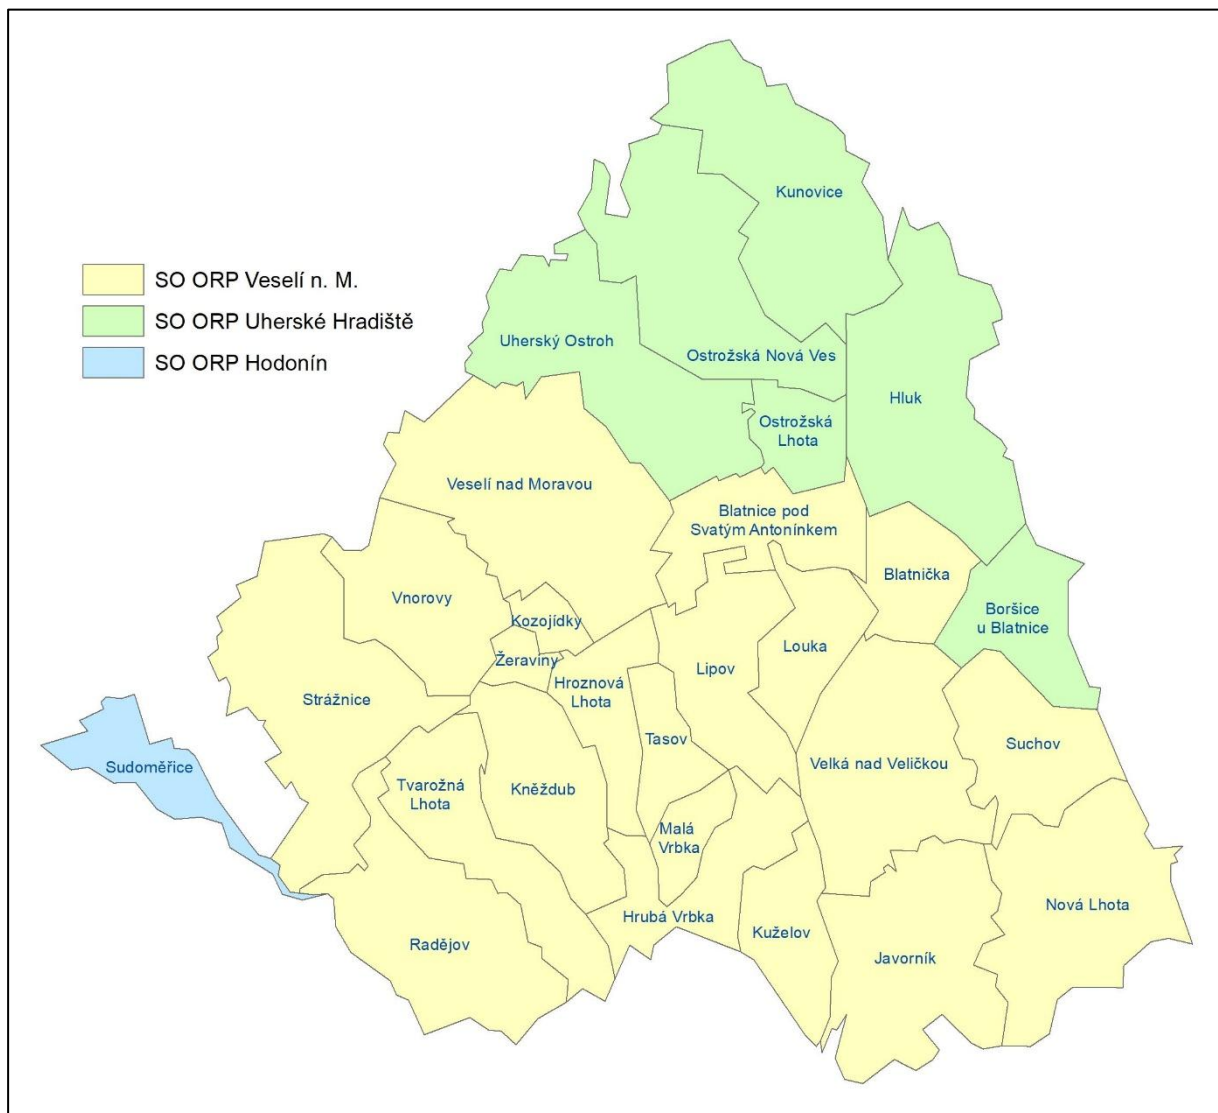 SO ORP Veselí n. M.
SO ORP Uherské Hradiště
SO ORP Hodonín
Kunovice
Uherský Ostroh
Ostrožská Nová Ves
Hluk
Ostrožská
Lhota
Veselí nad Moravou
Blatnice pod
Svatým Antonínkem
Blatnička
Vnorovy
Kozojídky
Boršice
u Blatnice
Žeraviny
Louka
Lipov
Hroznová
Lhota
Strážnice
Tasov
Suchov
Sudoměřice
Velká nad Veličkou
Tvarožná
Lhota
Kněždub
Malá
Vrbka
Nová Lhota
Hrubá Vrbka
Kuželov
Radějov
Javorník